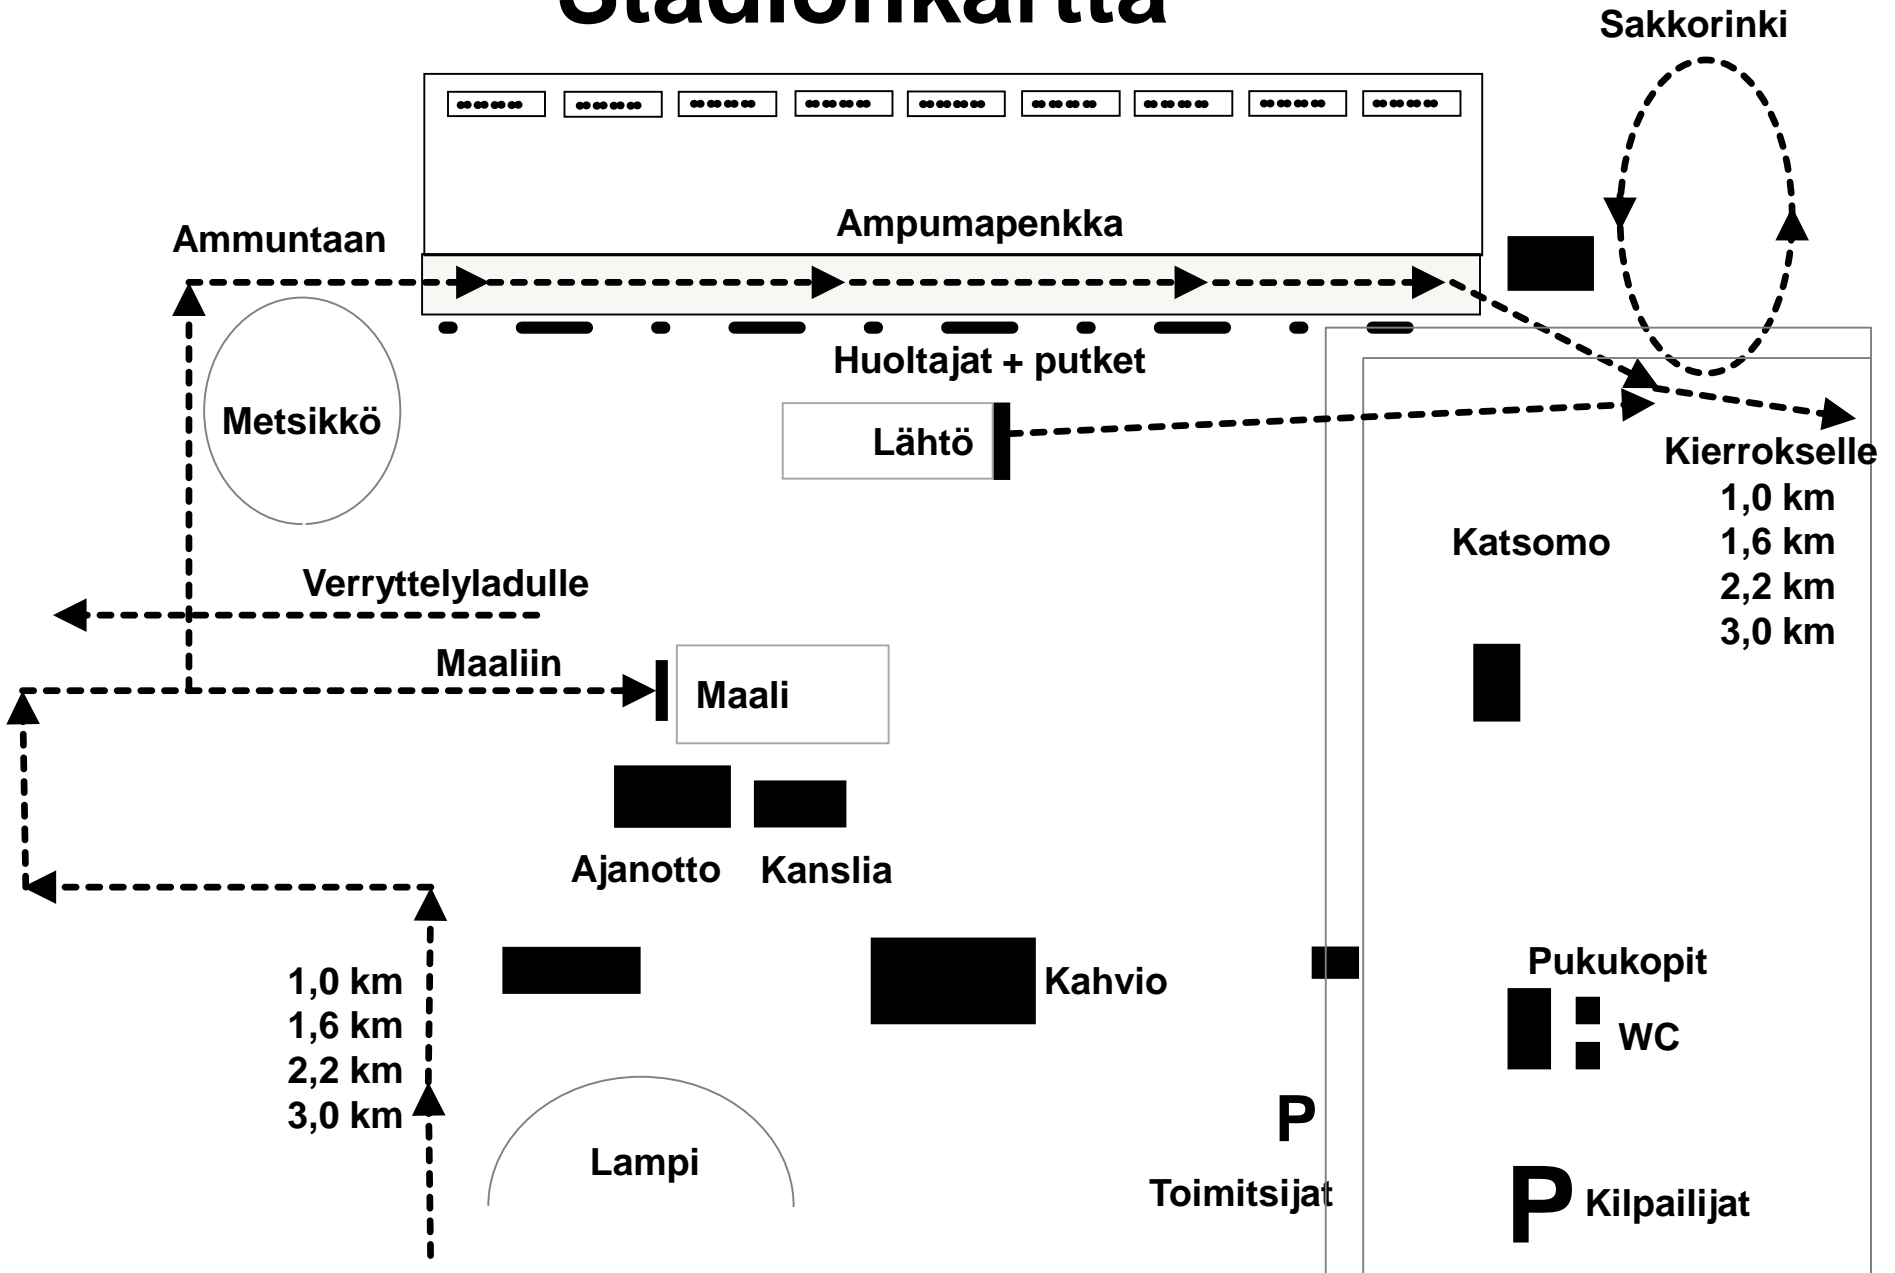 Stadionkartta
Sakkorinki
Ammuntaan
Ampumapenkka
Huoltajat + putket
Metsikkö
Lähtö
Kierrokselle
1,0 km
1,6 km
2,2 km
3,0 km
Katsomo
Verryttelyladulle
Maaliin
Maali
Ajanotto
Kanslia
Kahvio
Pukukopit
WC
1,0 km
1,6 km
2,2 km
3,0 km
Lampi
P
Toimitsijat
P Kilpailijat